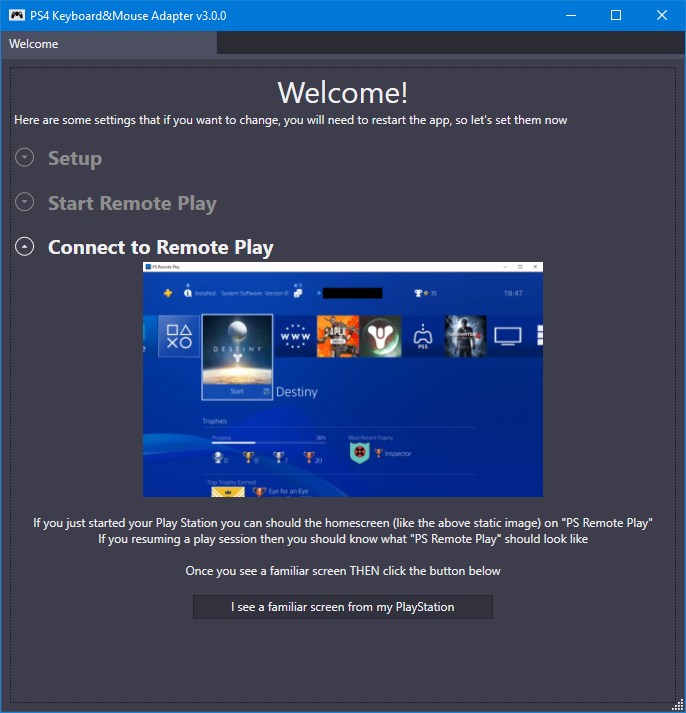 PS4 Keyboard&Mouse Adapter v3.0.0
Welcome
Welcome!
Here are some settings that if you want to change, you will need to restart the app, so let's set them now
Setup
Start Remote Play
Connect to Remote Play
PS Remote Play
Installed System Software: Version 8.
35
18:47
DESTINY
WWW
APEX
PS5
UNCHARTED
Start
Destiny
Trophies
Progress
30%
Most Recent Trophy
0
0
7
20
Inspector
Top Trophy Earned
Eye for an Eye
If you just started your Play Station you can should the homescreen (like the above static image) on "PS Remote Play"
If you resuming a play session then you should know what "PS Remote Play" should look like
Once you see a familiar screen THEN click the button below
I see a familiar screen from my PlayStation